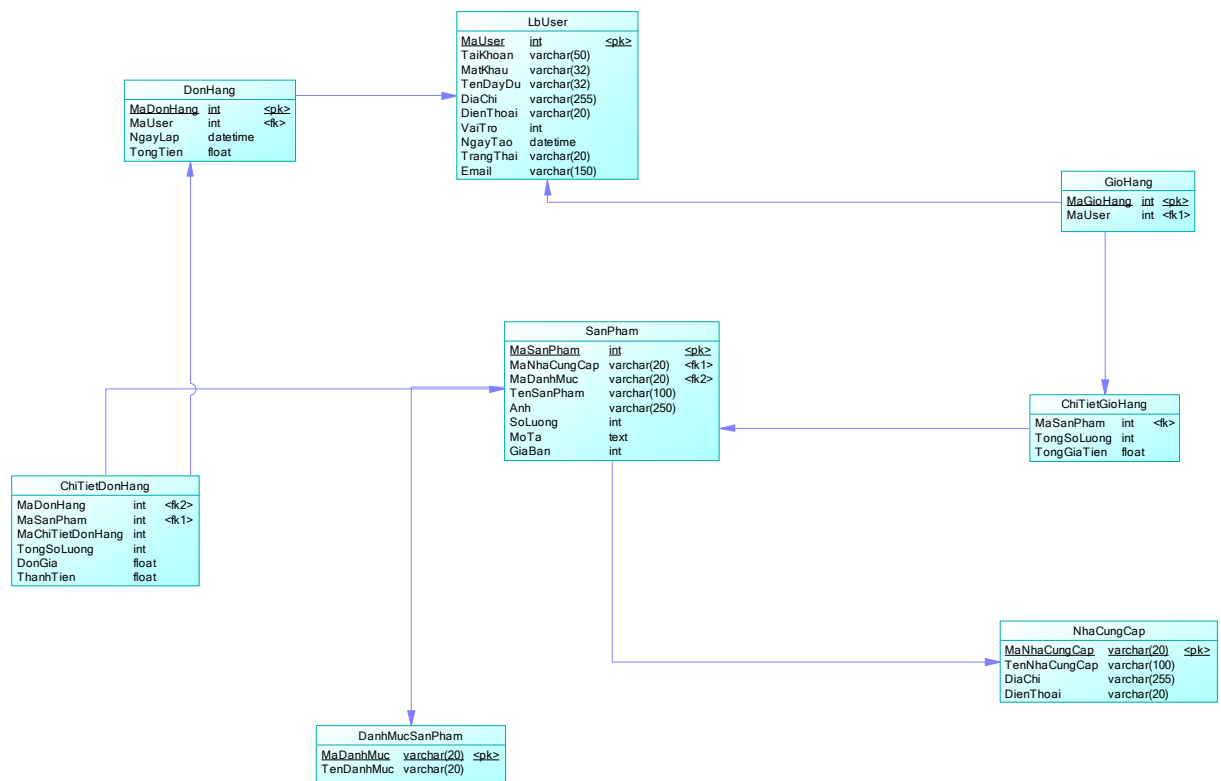 LbUser
MaUser int <pk>
TaiKhoan varchar(50)
MatKhau varchar(32)
TenDayDu varchar(32)
DiaChi varchar(255)
DienThoai varchar(20)
VaiTro int
NgayTao datetime
TrangThai varchar(20)
Email varchar(150)
DonHang
MaDonHang int <pk>
MaUser int <fk>
NgayLap datetime
TongTien float
GioHang
MaGioHang int <pk>
MaUser int <fk1>
SanPham
MaSanPham int <pk>
MaNhaCungCap varchar(20) <fk1>
MaDanhMuc varchar(20) <fk2>
TenSanPham varchar(100)
Anh varchar(250)
SoLuong int
MoTa text
GiaBan int
ChiTietGioHang
MaSanPham int <fk>
TongSoLuong int
TongGiaTien float
ChiTietDonHang
MaDonHang int <fk2>
MaSanPham int <fk1>
MaChiTietDonHang int
TongSoLuong int
DonGia float
ThanhTien float
NhaCungCap
MaNhaCungCap varchar(20) <pk>
TenNhaCungCap varchar(100)
DiaChi varchar(255)
DienThoai varchar(20)
DanhMucSanPham
MaDanhMuc varchar(20) <pk>
TenDanhMuc varchar(20)